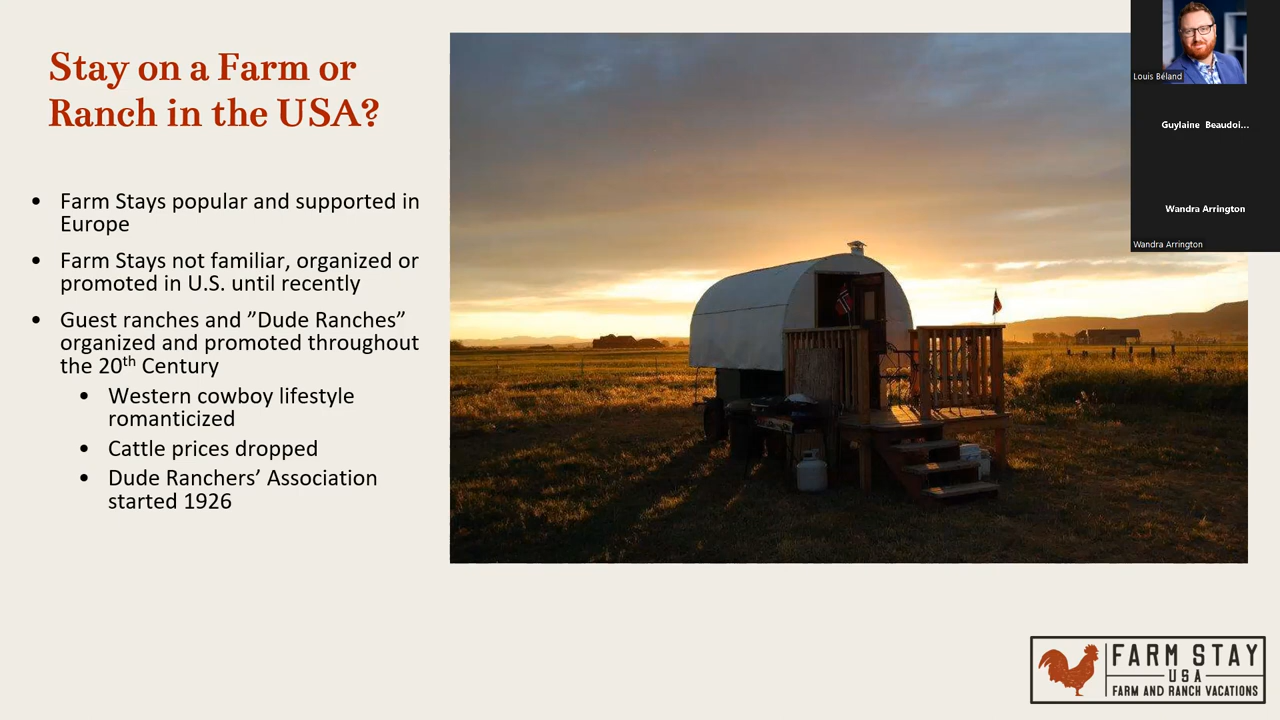 Stay on a Farm or
Ranch in the USA?
• Farm Stays popular and supported in
Europe
• Farm Stays not familiar, organized or
promoted in U.S. until recently
• Guest ranches and ”Dude Ranches”
organized and promoted throughout
the 20th Century
• Western cowboy lifestyle
romanticized
• Cattle prices dropped
• Dude Ranchers’ Association
started 1926
Louis Béland
Guylaine Beaudoi...
Wandra Arrington
Wandra Arrington
FARM STAY
USA
FARM AND RANCH VACATIONS